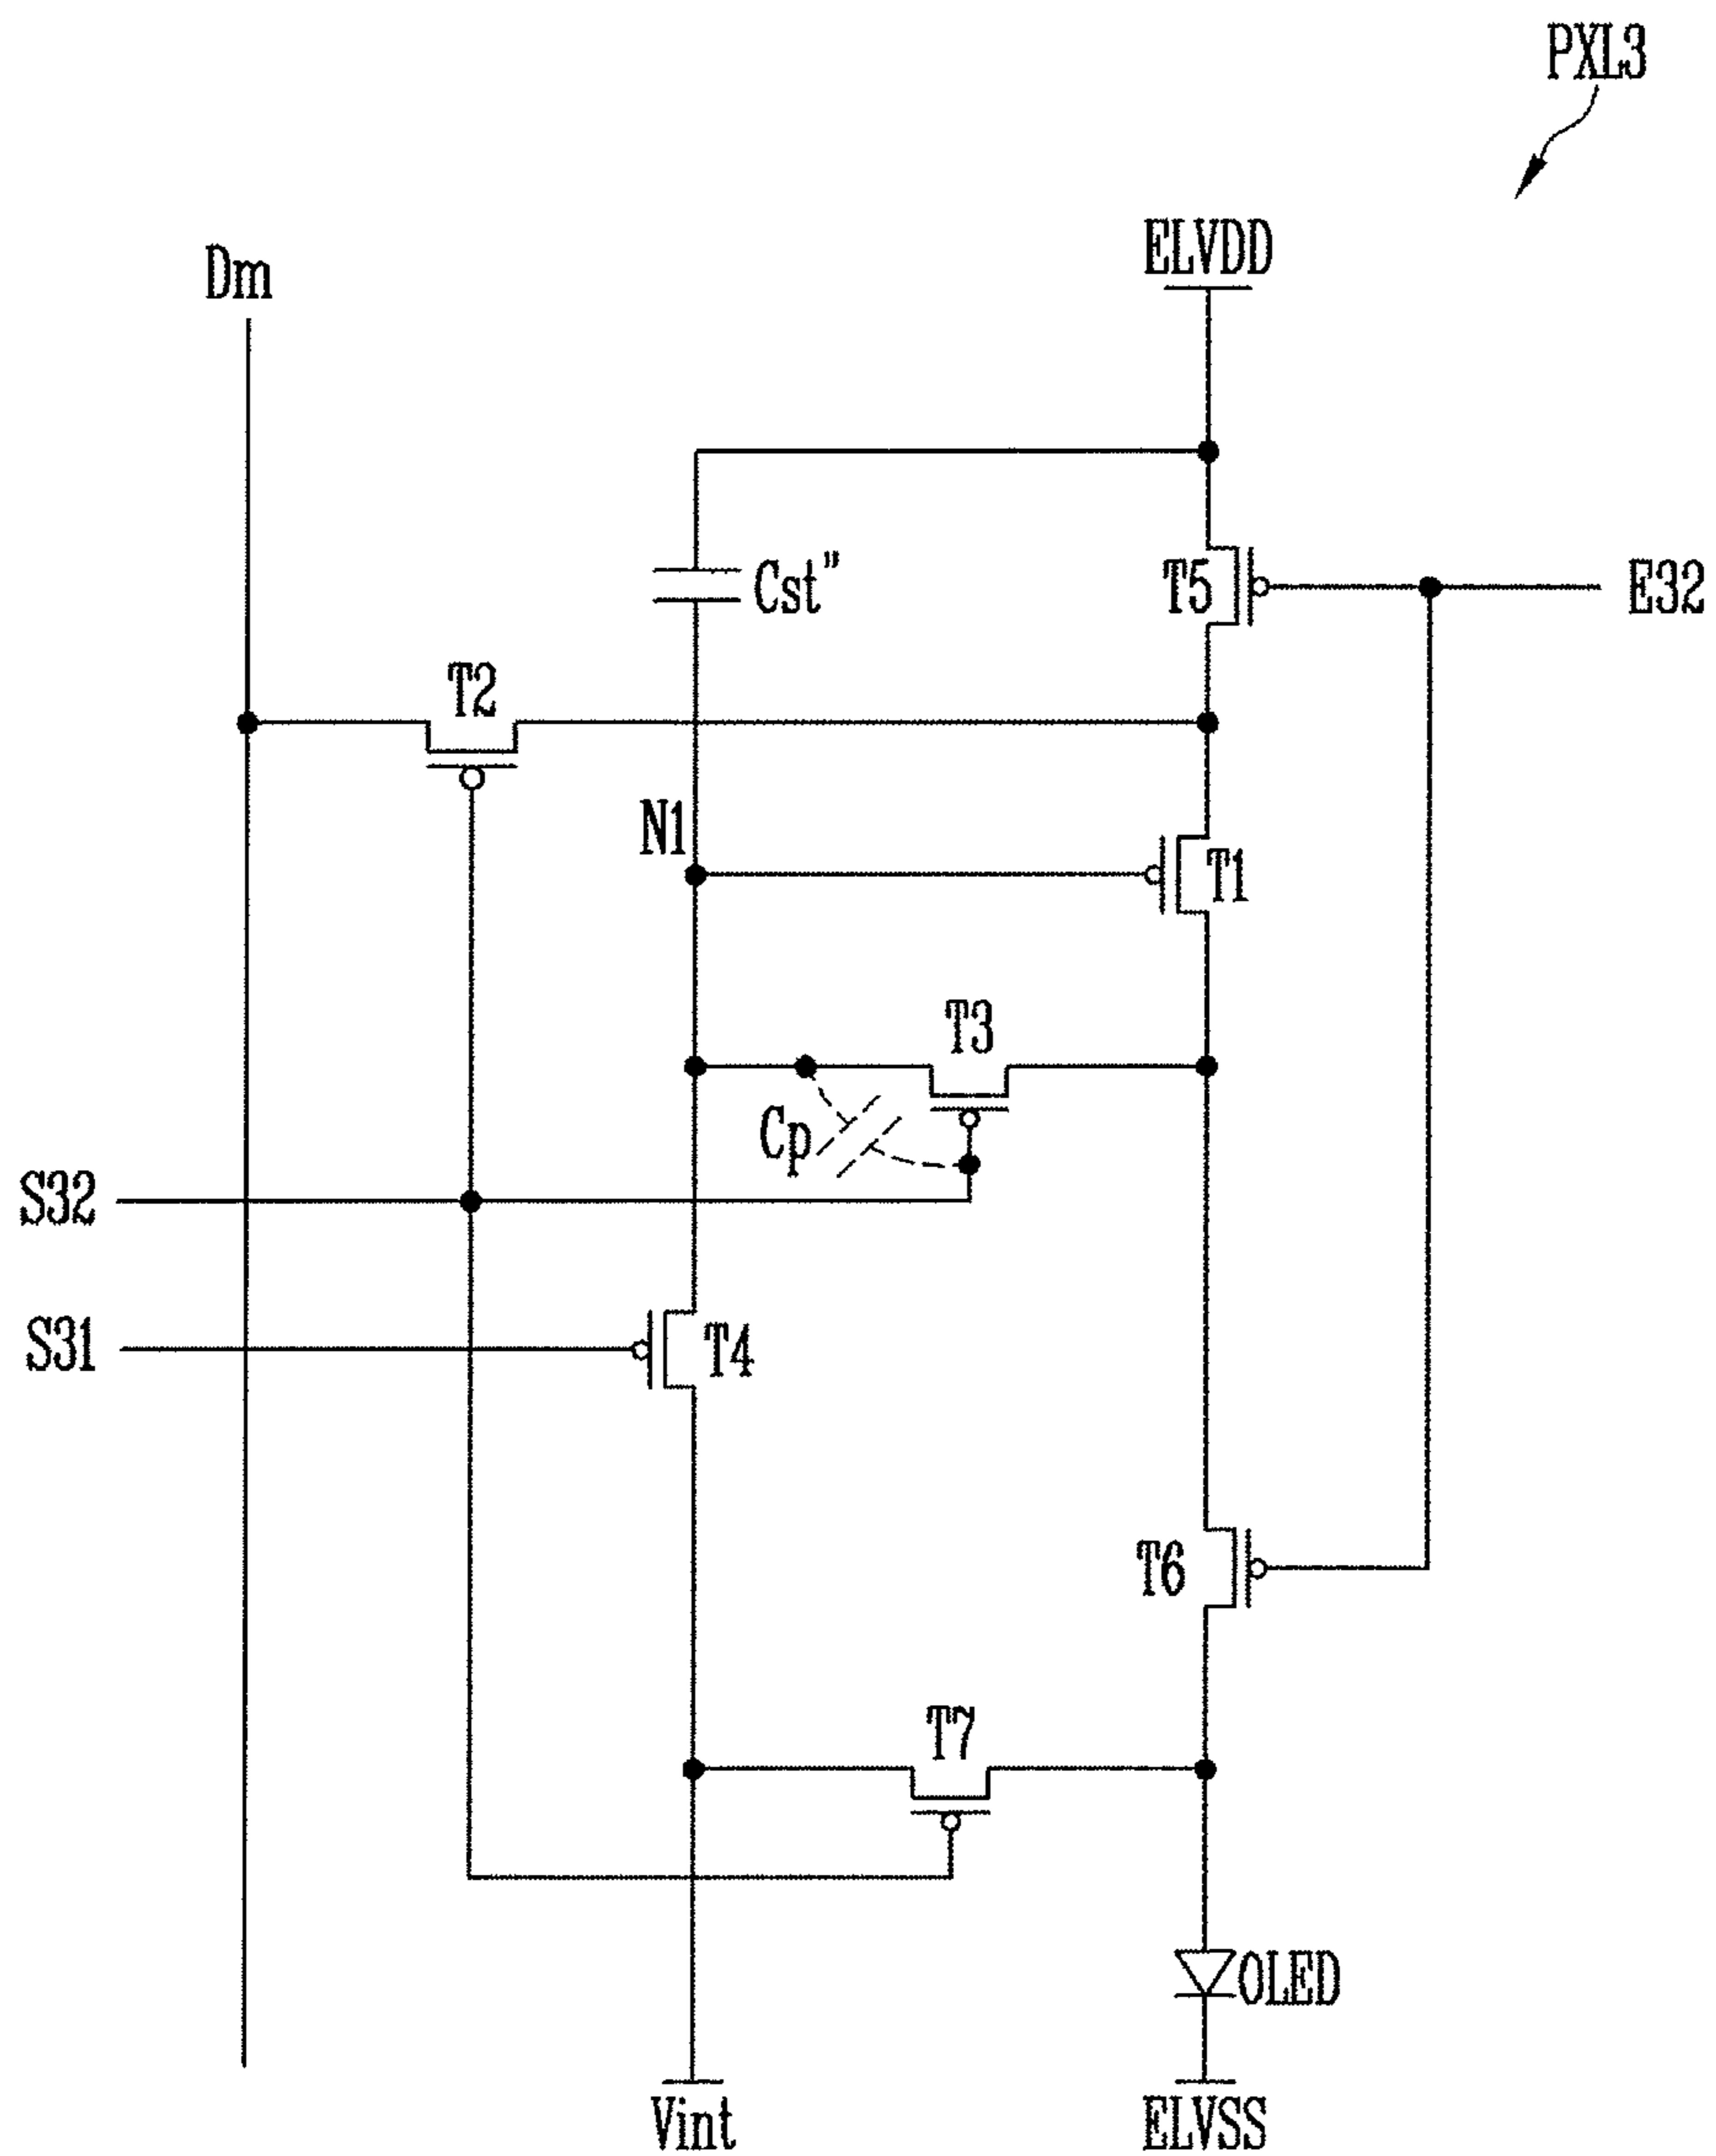 PXL3
ELVDD
Dm
Cst"
T5
E32
T2
N1
T1
T3
Cp
S32
S31
T4
T6
T7
OLED
Vint
ELVSS